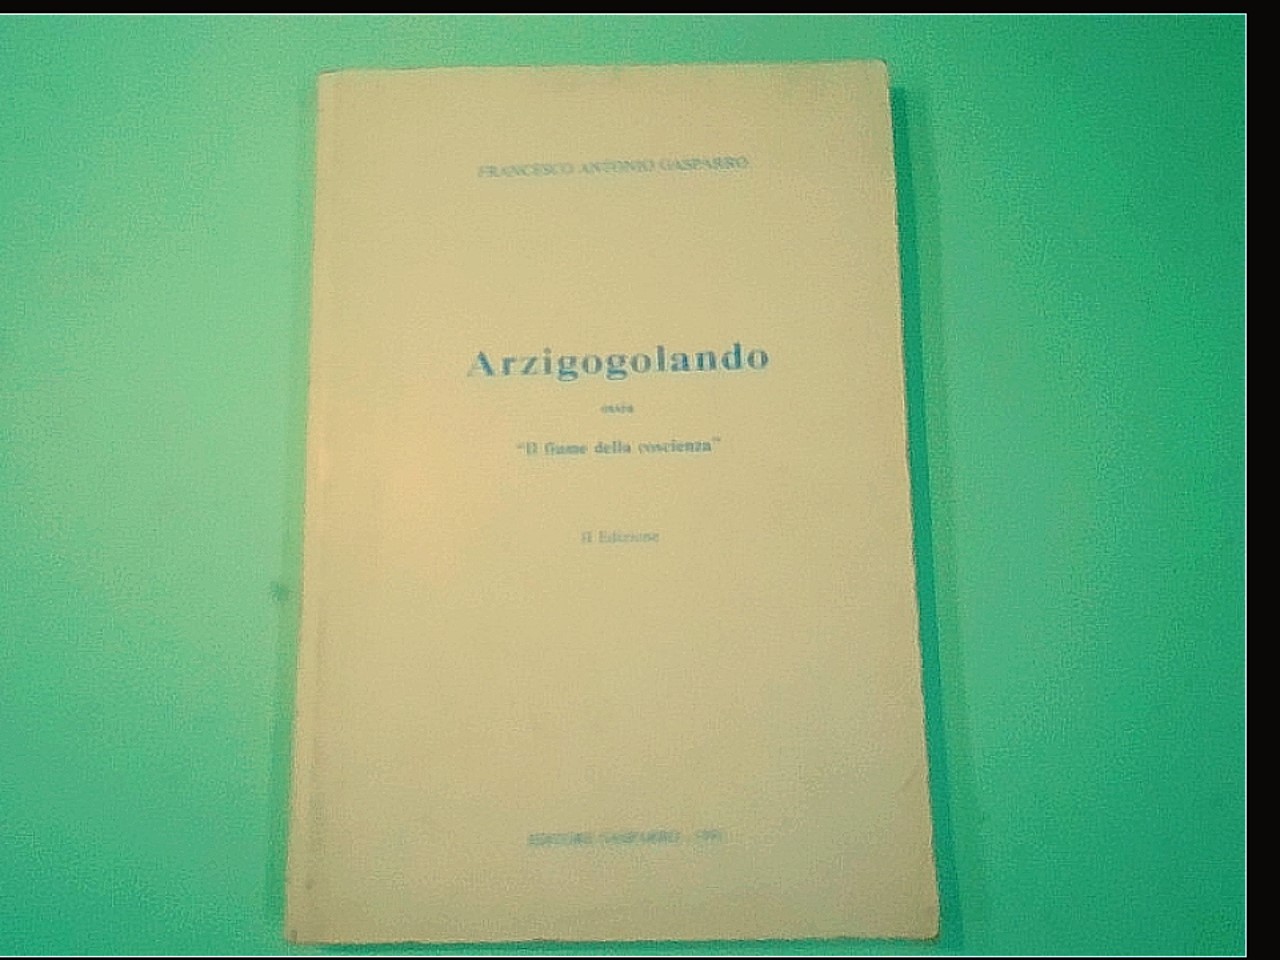 FRANCESCO ANTONIO GASPARRO
Arzigogolando
ossia
"Il fiume della coscienza"
II Edizione
EDITORE GASPARRO -